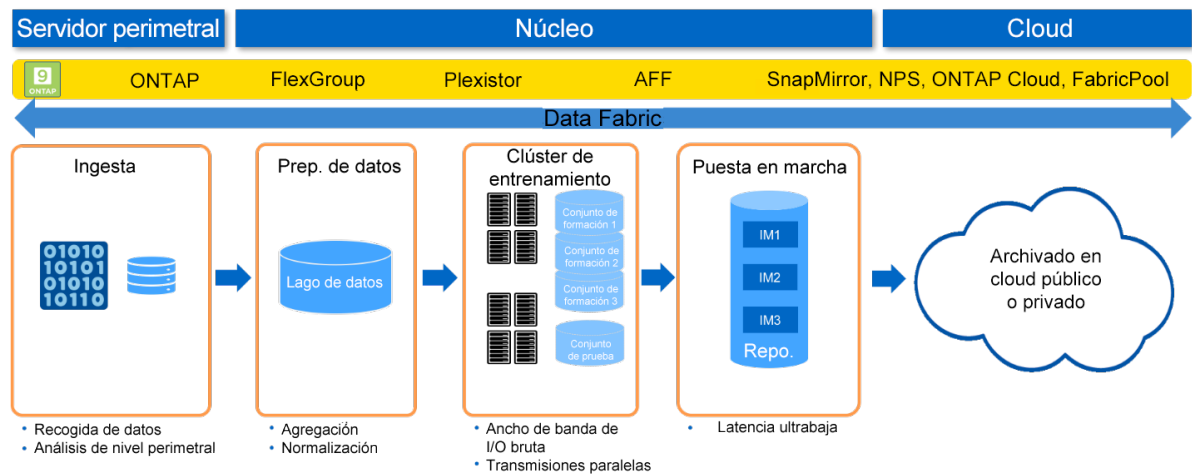 Servidor perimetral
Núcleo
Cloud
9
ONTAP
ONTAP
FlexGroup
Plexistor
AFF
SnapMirror, NPS, ONTAP Cloud, FabricPool
Data Fabric
Ingesta
01010
10101
01010
10110
• Recogida de datos
• Análisis de nivel perimetral
Prep. de datos
Lago de datos
• Agregación
• Normalización
Clúster de
entrenamiento
Conjunto de
formación 1
Conjunto de
formación 2
Conjunto de
formación 3
Conjunto
de prueba
• Ancho de banda de
I/O bruta
• Transmisiones paralelas
Puesta en marcha
IM1
IM2
IM3
Repo.
• Latencia ultrabaja
Archivado en
cloud público
o privado